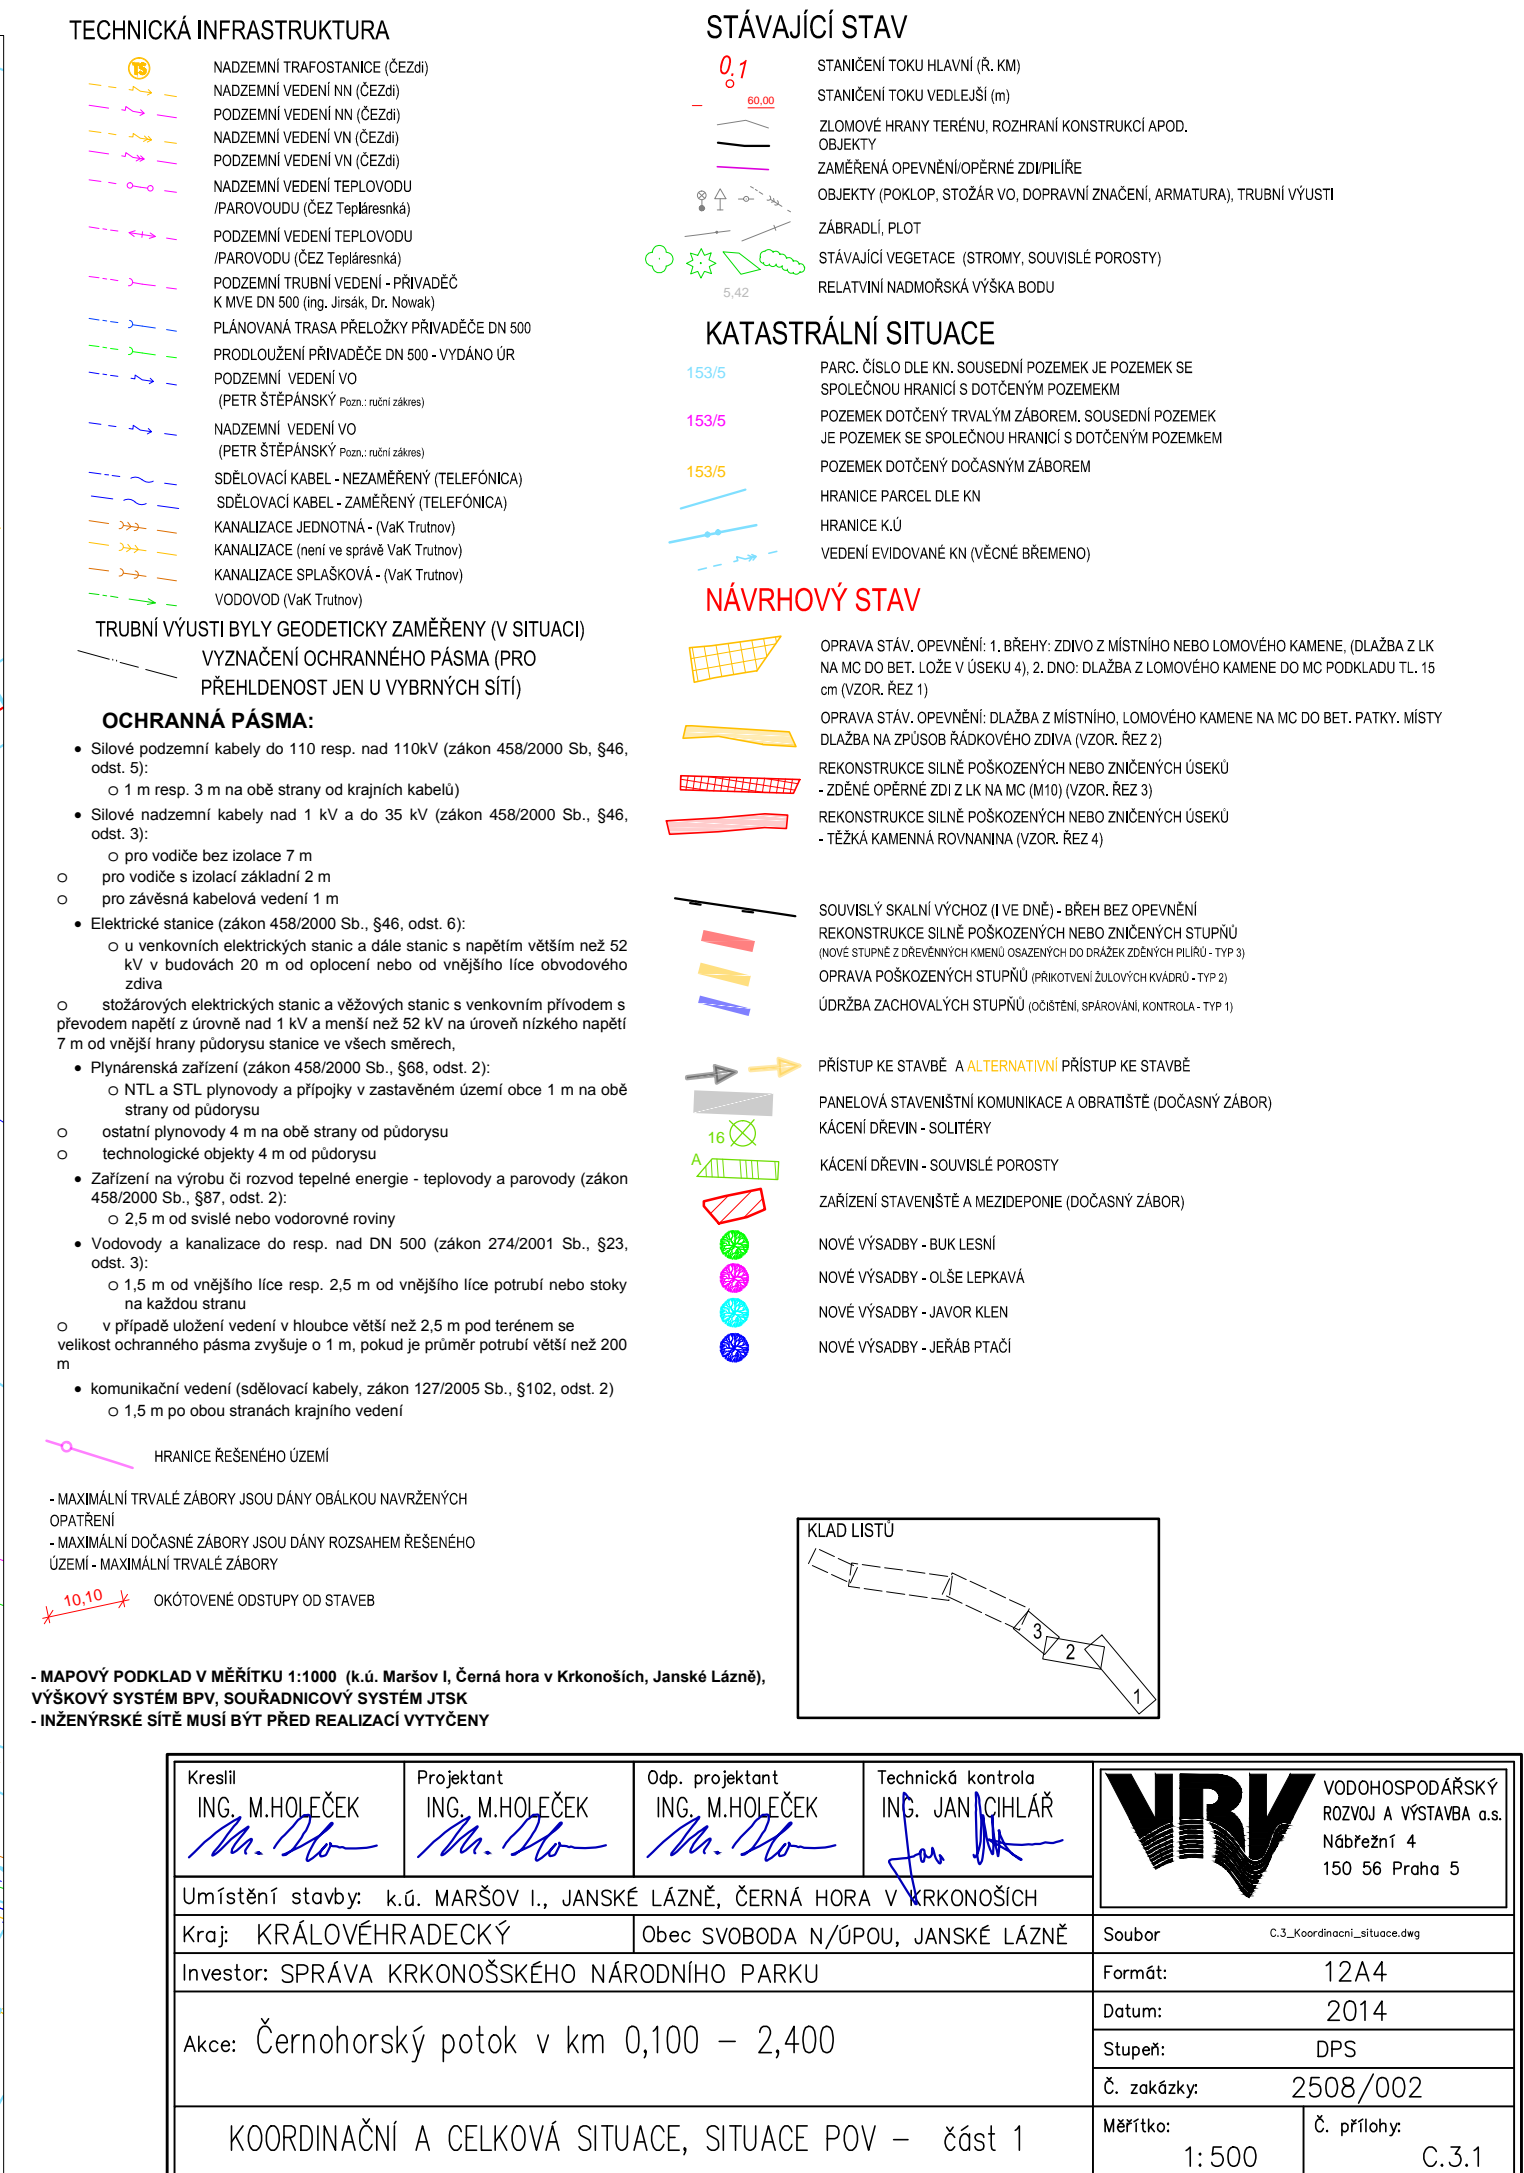 TECHNICKÁ INFRASTRUKTURA
TS
NADZEMNÍ TRAFOSTANICE (ČEZdi)
NADZEMNÍ VEDENÍ NN (ČEZdi)
PODZEMNÍ VEDENÍ NN (ČEZdi)
NADZEMNÍ VEDENÍ VN (ČEZdi)
PODZEMNÍ VEDENÍ VN (ČEZdi)
NADZEMNÍ VEDENÍ TEPLOVODU
/PAROVOUDU (ČEZ Tepláresnká)
PODZEMNÍ VEDENÍ TEPLOVODU
/PAROVODU (ČEZ Tepláresnká)
PODZEMNÍ TRUBNÍ VEDENÍ - PŘIVADĚČ
K MVE DN 500 (ing. Jirsák, Dr. Nowak)
PLÁNOVANÁ TRASA PŘELOŽKY PŘIVADĚČE DN 500
PRODLOUŽENÍ PŘIVADĚČE DN 500 - VYDÁNO ÚR
PODZEMNÍ VEDENÍ VO
(PETR ŠTĚPÁNSKÝ Pozn.: ruční zákres)
NADZEMNÍ VEDENÍ VO
(PETR ŠTĚPÁNSKÝ Pozn.: ruční zákres)
SDĚLOVACÍ KABEL - NEZAMĚŘENÝ (TELEFÓNICA)
SDĚLOVACÍ KABEL - ZAMĚŘENÝ (TELEFÓNICA)
KANALIZACE JEDNOTNÁ - (VaK Trutnov)
KANALIZACE (není ve správě VaK Trutnov)
KANALIZACE SPLAŠKOVÁ - (VaK Trutnov)
VODOVOD (VaK Trutnov)
TRUBNÍ VÝUSTI BYLY GEODETICKY ZAMĚŘENY (V SITUACI)
VYZNAČENÍ OCHRANNÉHO PÁSMA (PRO
PŘEHLDENOST JEN U VYBRNÝCH SÍTÍ)
OCHRANNÁ PÁSMA:
• Silové podzemní kabely do 110 resp. nad 110kV (zákon 458/2000 Sb, §46,
odst. 5):
o 1 m resp. 3 m na obě strany od krajních kabelů)
• Silové nadzemní kabely nad 1 kV a do 35 kV (zákon 458/2000 Sb., §46,
odst. 3):
o pro vodiče bez izolace 7 m
o pro vodiče s izolací základní 2 m
o pro závěsná kabelová vedení 1 m
• Elektrické stanice (zákon 458/2000 Sb., §46, odst. 6):
o u venkovních elektrických stanic a dále stanic s napětím větším než 52
kV v budovách 20 m od oplocení nebo od vnějšího líce obvodového
zdiva
o stožárových elektrických stanic a věžových stanic s venkovním přívodem s
převodem napětí z úrovně nad 1 kV a menší než 52 kV na úroveň nízkého napětí
7 m od vnější hrany půdorysu stanice ve všech směrech,
• Plynárenská zařízení (zákon 458/2000 Sb., §68, odst. 2):
o NTL a STL plynovody a přípojky v zastavěném území obce 1 m na obě
strany od půdorysu
o ostatní plynovody 4 m na obě strany od půdorysu
o technologické objekty 4 m od půdorysu
• Zařízení na výrobu či rozvod tepelné energie - teplovody a parovody (zákon
458/2000 Sb., §87, odst. 2):
o 2,5 m od svislé nebo vodorovné roviny
• Vodovody a kanalizace do resp. nad DN 500 (zákon 274/2001 Sb., §23,
odst. 3):
o 1,5 m od vnějšího líce resp. 2,5 m od vnějšího líce potrubí nebo stoky
na každou stranu
o v případě uložení vedení v hloubce větší než 2,5 m pod terénem se
velikost ochranného pásma zvyšuje o 1 m, pokud je průměr potrubí větší než 200
m
• komunikační vedení (sdělovací kabely, zákon 127/2005 Sb., §102, odst. 2)
o 1,5 m po obou stranách krajního vedení
HRANICE ŘEŠENÉHO ÚZEMÍ
- MAXIMÁLNÍ TRVALÉ ZÁBORY JSOU DÁNY OBÁLKOU NAVRŽENÝCH
OPATŘENÍ
- MAXIMÁLNÍ DOČASNÉ ZÁBORY JSOU DÁNY ROZSAHEM ŘEŠENÉHO
ÚZEMÍ - MAXIMÁLNÍ TRVALÉ ZÁBORY
10,10
OKÓTOVENÉ ODSTUPY OD STAVEB
- MAPOVÝ PODKLAD V MĚŘÍTKU 1:1000 (k.ú. Maršov I, Černá hora v Krkonoších, Janské Lázně),
VÝŠKOVÝ SYSTÉM BPV, SOUŘADNICOVÝ SYSTÉM JTSK
- INŽENÝRSKÉ SÍTĚ MUSÍ BÝT PŘED REALIZACÍ VYTYČENY
STÁVAJÍCÍ STAV
0.1
STANIČENÍ TOKU HLAVNÍ (Ř. KM)
60,00
STANIČENÍ TOKU VEDLEJŠÍ (m)
ZLOMOVÉ HRANY TERÉNU, ROZHRANÍ KONSTRUKCÍ APOD.
OBJEKTY
ZAMĚŘENÁ OPEVNĚNÍ/OPĚRNÉ ZDI/PILÍŘE
OBJEKTY (POKLOP, STOŽÁR VO, DOPRAVNÍ ZNAČENÍ, ARMATURA), TRUBNÍ VÝUSTI
ZÁBRADLÍ, PLOT
STÁVAJÍCÍ VEGETACE (STROMY, SOUVISLÉ POROSTY)
5,42
RELATVINÍ NADMOŘSKÁ VÝŠKA BODU
KATASTRÁLNÍ SITUACE
153/5
PARC. ČÍSLO DLE KN. SOUSEDNÍ POZEMEK JE POZEMEK SE
SPOLEČNOU HRANICÍ S DOTČENÝM POZEMEKM
153/5
POZEMEK DOTČENÝ TRVALÝM ZÁBOREM. SOUSEDNÍ POZEMEK
JE POZEMEK SE SPOLEČNOU HRANICÍ S DOTČENÝM POZEMkEM
153/5
POZEMEK DOTČENÝ DOČASNÝM ZÁBOREM
HRANICE PARCEL DLE KN
HRANICE K.Ú
VEDENÍ EVIDOVANÉ KN (VĚCNÉ BŘEMENO)
NÁVRHOVÝ STAV
OPRAVA STÁV. OPEVNĚNÍ: 1. BŘEHY: ZDIVO Z MÍSTNÍHO NEBO LOMOVÉHO KAMENE, (DLAŽBA Z LK
NA MC DO BET. LOŽE V ÚSEKU 4), 2. DNO: DLAŽBA Z LOMOVÉHO KAMENE DO MC PODKLADU TL. 15
cm (VZOR. ŘEZ 1)
OPRAVA STÁV. OPEVNĚNÍ: DLAŽBA Z MÍSTNÍHO, LOMOVÉHO KAMENE NA MC DO BET. PATKY. MÍSTY
DLAŽBA NA ZPŮSOB ŘÁDKOVÉHO ZDIVA (VZOR. ŘEZ 2)
REKONSTRUKCE SILNĚ POŠKOZENÝCH NEBO ZNIČENÝCH ÚSEKŮ
- ZDĚNÉ OPĚRNÉ ZDI Z LK NA MC (M10) (VZOR. ŘEZ 3)
REKONSTRUKCE SILNĚ POŠKOZENÝCH NEBO ZNIČENÝCH ÚSEKŮ
- TĚŽKÁ KAMENNÁ ROVNANINA (VZOR. ŘEZ 4)
SOUVISLÝ SKALNÍ VÝCHOZ (I VE DNĚ) - BŘEH BEZ OPEVNĚNÍ
REKONSTRUKCE SILNĚ POŠKOZENÝCH NEBO ZNIČENÝCH STUPŇŮ
(NOVÉ STUPNĚ Z DŘEVĚNNÝCH KMENŮ OSAZENÝCH DO DRÁŽEK ZDĚNÝCH PILÍŘŮ - TYP 3)
OPRAVA POŠKOZENÝCH STUPŇŮ (PŘIKOTVENÍ ŽULOVÝCH KVÁDRŮ - TYP 2)
ÚDRŽBA ZACHOVALÝCH STUPŇŮ (OČIŠTĚNÍ, SPÁROVÁNÍ, KONTROLA - TYP 1)
PŘÍSTUP KE STAVBĚ A ALTERNATIVNÍ PŘÍSTUP KE STAVBĚ
PANELOVÁ STAVENIŠTNÍ KOMUNIKACE A OBRATIŠTĚ (DOČASNÝ ZÁBOR)
16
KÁCENÍ DŘEVIN - SOLITÉRY
A
KÁCENÍ DŘEVIN - SOUVISLÉ POROSTY
ZAŘÍZENÍ STAVENIŠTĚ A MEZIDEPONIE (DOČASNÝ ZÁBOR)
NOVÉ VÝSADBY - BUK LESNÍ
NOVÉ VÝSADBY - OLŠE LEPKAVÁ
NOVÉ VÝSADBY - JAVOR KLEN
NOVÉ VÝSADBY - JEŘÁB PTAČÍ
KLAD LISTŮ
3
2
1
Kreslil
ING. M.HOLEČEK
Projektant
ING. M.HOLEČEK
Odp. projektant
ING. M.HOLEČEK
Technická kontrola
ING. JAN CIHLÁŘ
VRV
VODOHOSPODÁŘSKÝ
ROZVOJ A VÝSTAVBA a.s.
Nábřežní 4
150 56 Praha 5
Umístění stavby: k.ú. MARŠOV I., JANSKÉ LÁZNĚ, ČERNÁ HORA V KRKONOŠÍCH
Kraj: KRÁLOVÉHRADECKÝ
Obec SVOBODA N/ÚPOU, JANSKÉ LÁZNĚ
Investor: SPRÁVA KRKONOŠSKÉHO NÁRODNÍHO PARKU
Akce: Černohorský potok v km 0,100 – 2,400
KOORDINAČNÍ A CELKOVÁ SITUACE, SITUACE POV – část 1
Soubor C.3_Koordinacni_situace.dwg
Formát: 12A4
Datum: 2014
Stupeň: DPS
Č. zakázky: 2508/002
Měřítko: 1:500
Č. přílohy: C.3.1